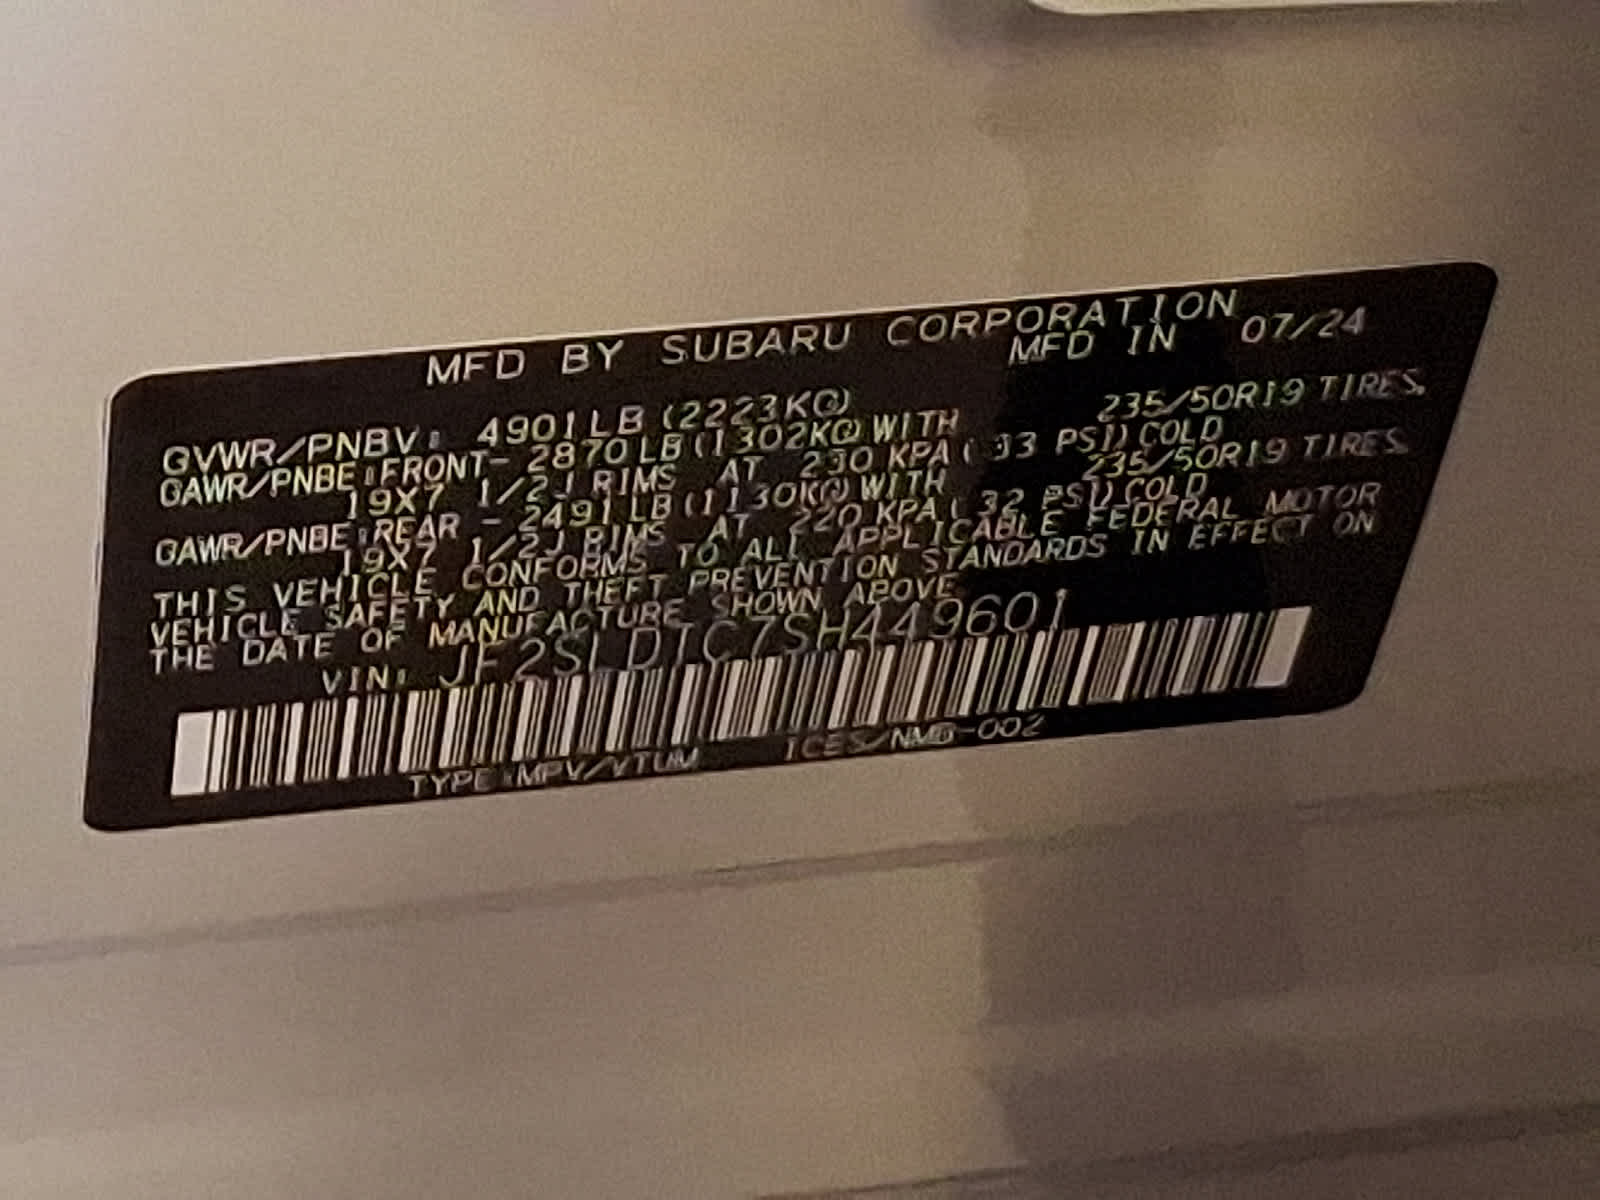 MFD BY SUBARU CORPORATION
MFD IN 07/24
GVWR/PNBV: 4901LB (2223KG)
GAWR/PNBE:FRONT- 2870LB(1302KG)WITH 235/50R19 TIRES,
19X7 1/2J RIMS AT 230 KPA( 33 PSI) COLD
GAWR/PNBE:REAR - 2491LB(1130KG)WITH 235/50R19 TIRES,
19X7 1/2J RIMS AT 220 KPA( 32 PSI) COLD
THIS VEHICLE CONFORMS TO ALL APPLICABLE FEDERAL MOTOR
VEHICLE SAFETY AND THEFT PREVENTION STANDARDS IN EFFECT ON
THE DATE OF MANUFACTURE SHOWN ABOVE
VIN: JF2SLDTC7SH449601
TYPE:MPV/VTUM ICES/NMB-002